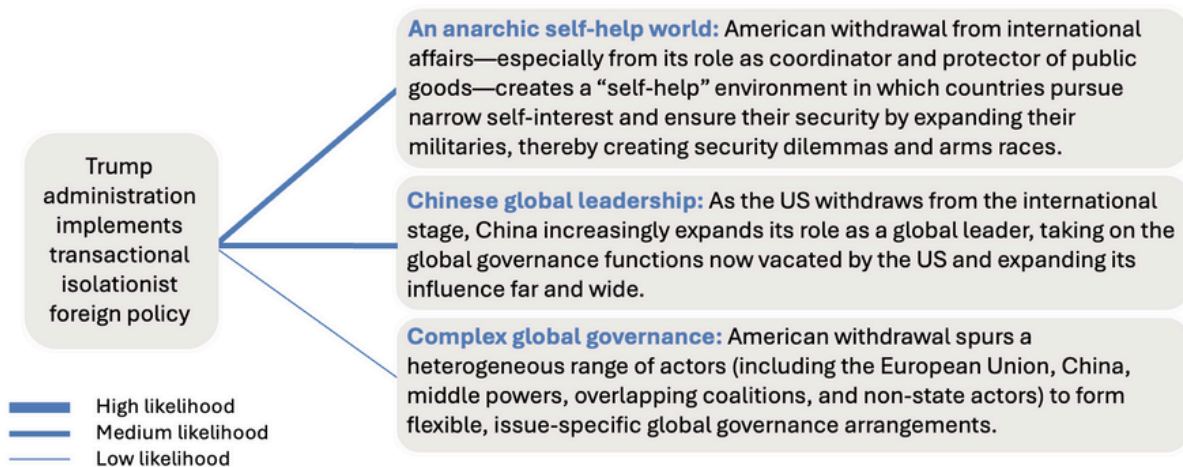 Trump
administration
implements
transactional
isolationist
foreign policy
An anarchic self-help world: American withdrawal from international
affairs—especially from its role as coordinator and protector of public
goods—creates a “self-help” environment in which countries pursue
narrow self-interest and ensure their security by expanding their
militaries, thereby creating security dilemmas and arms races.
Chinese global leadership: As the US withdraws from the international
stage, China increasingly expands its role as a global leader, taking on the
global governance functions now vacated by the US and expanding its
influence far and wide.
Complex global governance: American withdrawal spurs a
heterogeneous range of actors (including the European Union, China,
middle powers, overlapping coalitions, and non-state actors) to form
flexible, issue-specific global governance arrangements.
High likelihood
Medium likelihood
Low likelihood